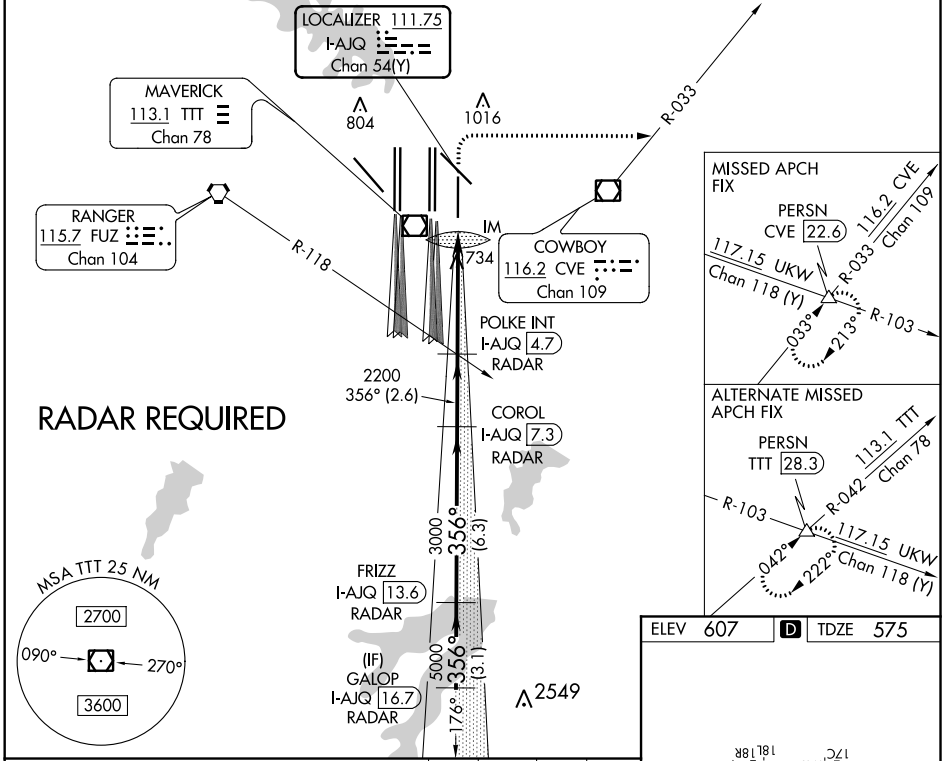 LOCALIZER 111.75
I-AJQ
Chan 54(Y)
MAVERICK
113.1 TTT
Chan 78
804
1016
R-033
RANGER
115.7 FUZ
Chan 104
R-118
IM
734
COWBOY
116.2 CVE
Chan 109
POLKE INT
I-AJQ 4.7
RADAR
2200
356° (2.6)
COROL
I-AJQ 7.3
RADAR
RADAR REQUIRED
3000
356°
(6.3)
FRIZZ
I-AJQ 13.6
RADAR
5000
356°
(3.1)
(IF)
GALOP
I-AJQ 16.7
RADAR
176°
2549
MSA TTT 25 NM
2700
090°
270°
3600
MISSED APCH
FIX
PERSN
CVE 22.6
116.2 CVE
Chan 109
R-033
117.15 UKW
Chan 118 (Y)
R-103
033°
213°
ALTERNATE MISSED
APCH FIX
PERSN
TTT 28.3
113.1 TTT
Chan 78
R-042
R-103
117.15 UKW
Chan 118 (Y)
042°
222°
ELEV 607 D TDZE 575
18L 18R
17C